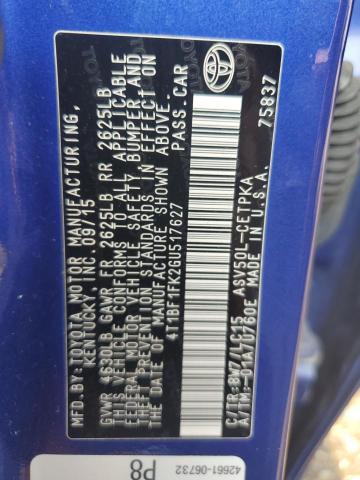 MFD.BY: TOYOTA MOTOR MANUFACTURING,
KENTUCKY, INC. 09/15
GVWR 4630LB GAWR FR 2625LB RR 2625LB
THIS VEHICLE CONFORMS TO ALL APPLICABLE
FEDERAL MOTOR VEHICLE SAFETY, BUMPER, AND
THEFT PREVENTION STANDARDS IN EFFECT ON
THE DATE OF MANUFACTURE SHOWN ABOVE.
4T1BF1FK2GU517627 PASS.CAR
TOYOTA
C/TR:8W7/LC15 ASV50L-CETPKA
A/TM:-01A/U760E MADE IN U.S.A. 75837
42661-06732
P8